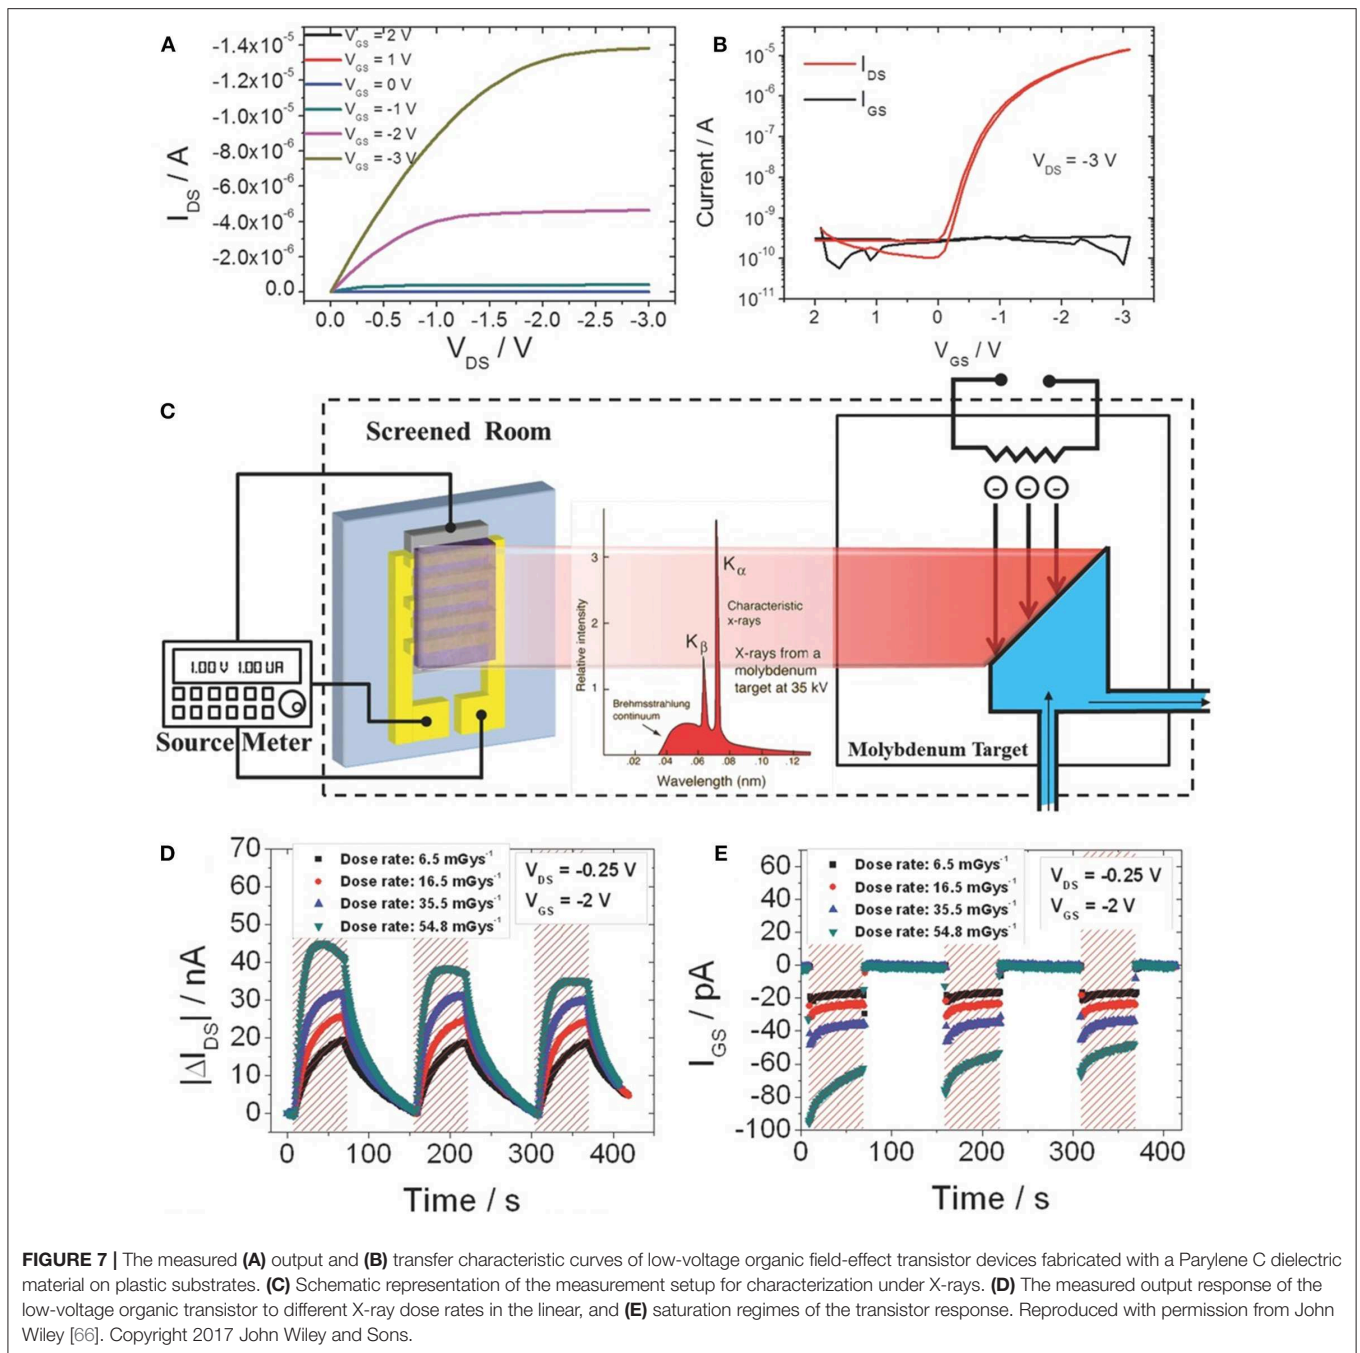 A
I_DS / A
-1.4x10^-5
-1.2x10^-5
-1.0x10^-5
-8.0x10^-6
-6.0x10^-6
-4.0x10^-6
-2.0x10^-6
0.0
V_GS = 2 V
V_GS = 1 V
V_GS = 0 V
V_GS = -1 V
V_GS = -2 V
V_GS = -3 V
0.0 -0.5 -1.0 -1.5 -2.0 -2.5 -3.0
V_DS / V
B
Current / A
10^-5
10^-6
10^-7
10^-8
10^-9
10^-10
10^-11
I_DS
I_GS
V_DS = -3 V
2 1 0 -1 -2 -3
V_GS / V
C
Screened Room
1.00 V 1.00 UA
Source Meter
Relative intensity
3
2
1
K_α
K_β
Characteristic
x-rays
X-rays from a
molybdenum
target at 35 kV
Brehmsstrahlung
continuum
.02 .04 .06 .08 .10 .12
Wavelength (nm)
- - -
Molybdenum Target
D
|ΔI_DS| / nA
70
60
50
40
30
20
10
0
Dose rate: 6.5 mGys^-1
Dose rate: 16.5 mGys^-1
Dose rate: 35.5 mGys^-1
Dose rate: 54.8 mGys^-1
V_DS = -0.25 V
V_GS = -2 V
0 100 200 300 400
Time / s
E
I_GS / pA
60
40
20
0
-20
-40
-60
-80
-100
Dose rate: 6.5 mGys^-1
Dose rate: 16.5 mGys^-1
Dose rate: 35.5 mGys^-1
Dose rate: 54.8 mGys^-1
V_DS = -0.25 V
V_GS = -2 V
0 100 200 300 400
Time / s
FIGURE 7 | The measured (A) output and (B) transfer characteristic curves of low-voltage organic field-effect transistor devices fabricated with a Parylene C dielectric
material on plastic substrates. (C) Schematic representation of the measurement setup for characterization under X-rays. (D) The measured output response of the
low-voltage organic transistor to different X-ray dose rates in the linear, and (E) saturation regimes of the transistor response. Reproduced with permission from John
Wiley [66]. Copyright 2017 John Wiley and Sons.